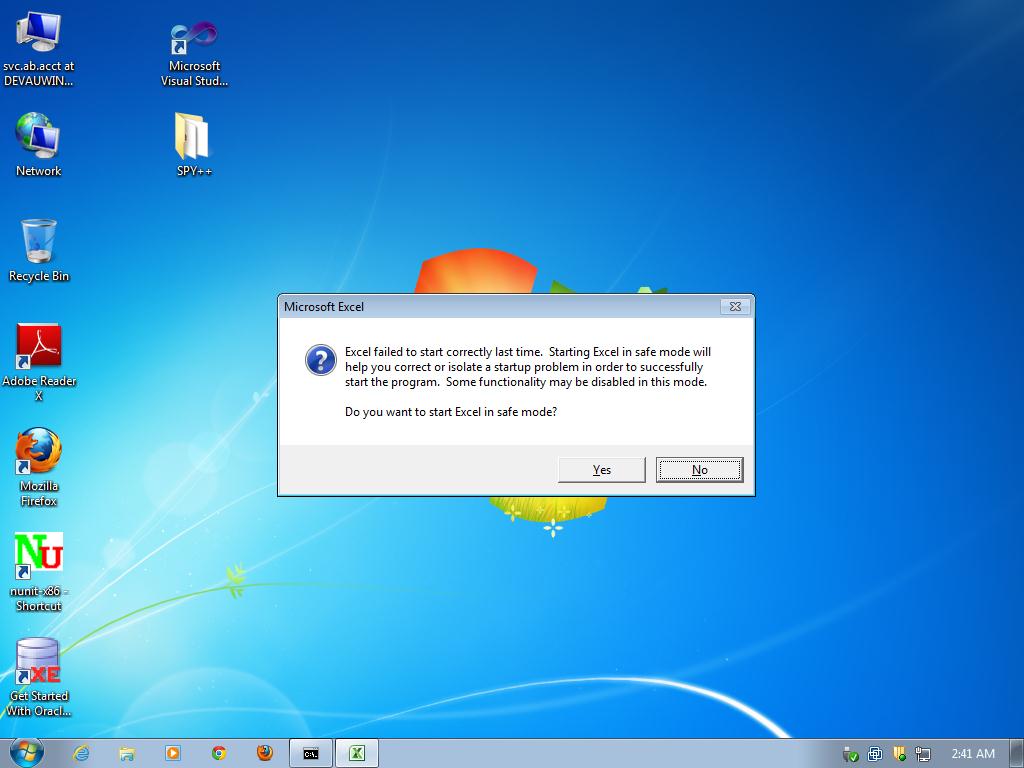 svc.ab.acct at
DEVAUWIN...
Microsoft
Visual Stud...
Network
SPY++
Recycle Bin
Adobe Reader
X
Mozilla
Firefox
NU
nunit-x86 -
Shortcut
XE
Get Started
With Oracl...
Microsoft Excel
Excel failed to start correctly last time.  Starting Excel in safe mode will
help you correct or isolate a startup problem in order to successfully
start the program.  Some functionality may be disabled in this mode.
Do you want to start Excel in safe mode?
Yes
No
C:\.
2:41 AM